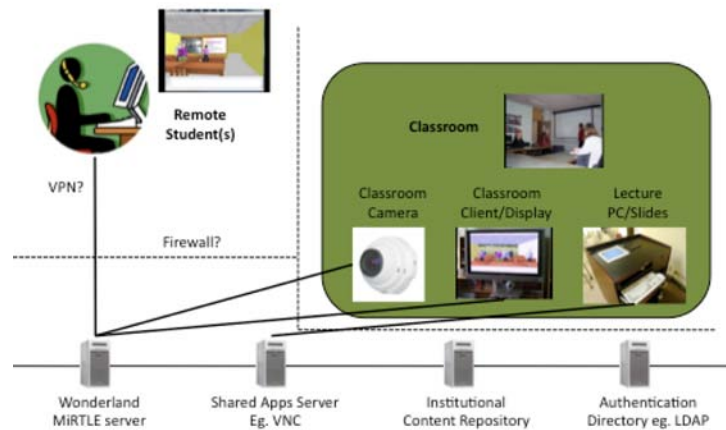 Remote
Student(s)
VPN?
Firewall?
Classroom
Classroom
Camera
Classroom
Client/Display
Lecture
PC/Slides
Wonderland
MiRTLE server
Shared Apps Server
Eg. VNC
Institutional
Content Repository
Authentication
Directory eg. LDAP